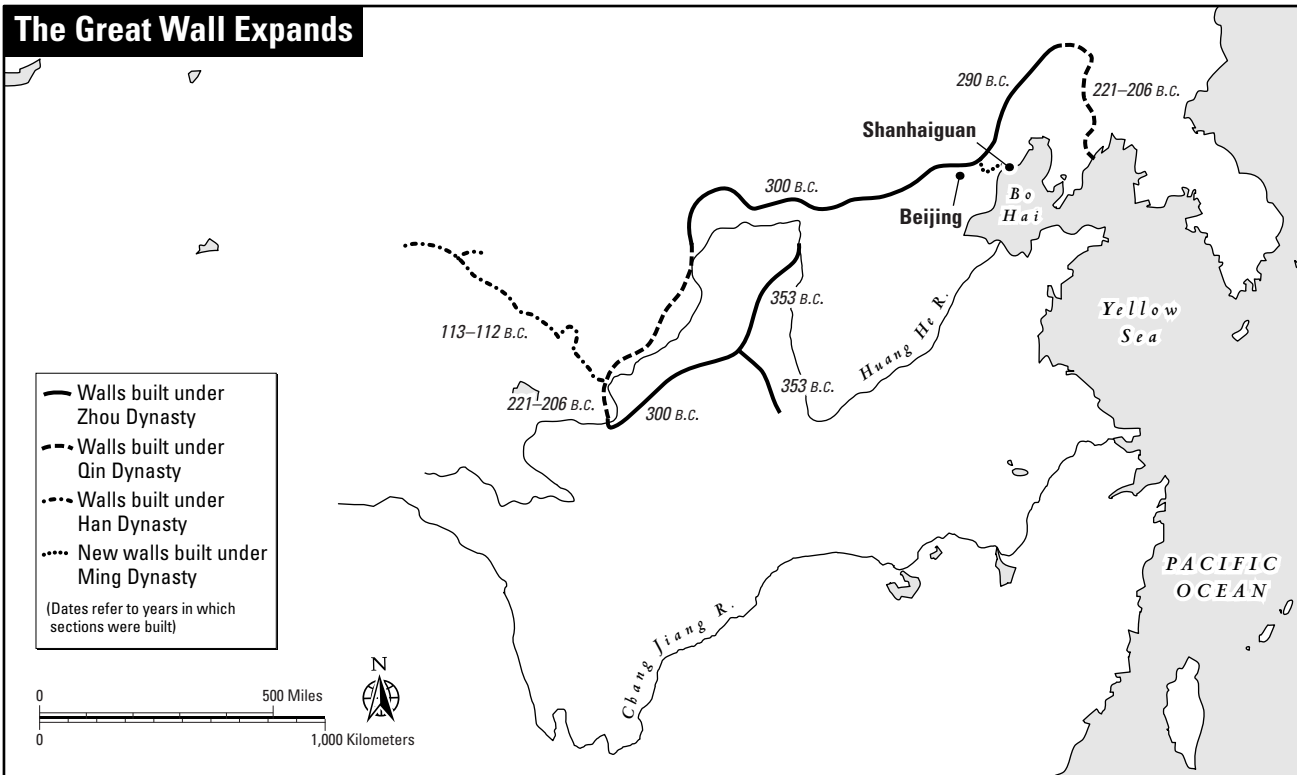 The Great Wall Expands
290 B.C.
221–206 B.C.
Shanhaiguan
300 B.C.
Beijing
Bo
Hai
353 B.C.
Huang He R.
Yellow
Sea
113–112 B.C.
353 B.C.
221–206 B.C.
300 B.C.
Walls built under
Zhou Dynasty
Walls built under
Qin Dynasty
Walls built under
Han Dynasty
New walls built under
Ming Dynasty
(Dates refer to years in which
sections were built)
PACIFIC
OCEAN
Chang Jiang R.
N
0
500 Miles
0
1,000 Kilometers